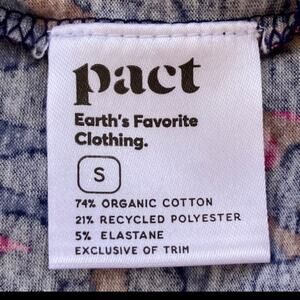 pact
Earth's Favorite
Clothing.
S
74% ORGANIC COTTON
21% RECYCLED POLYESTER
5% ELASTANE
EXCLUSIVE OF TRIM